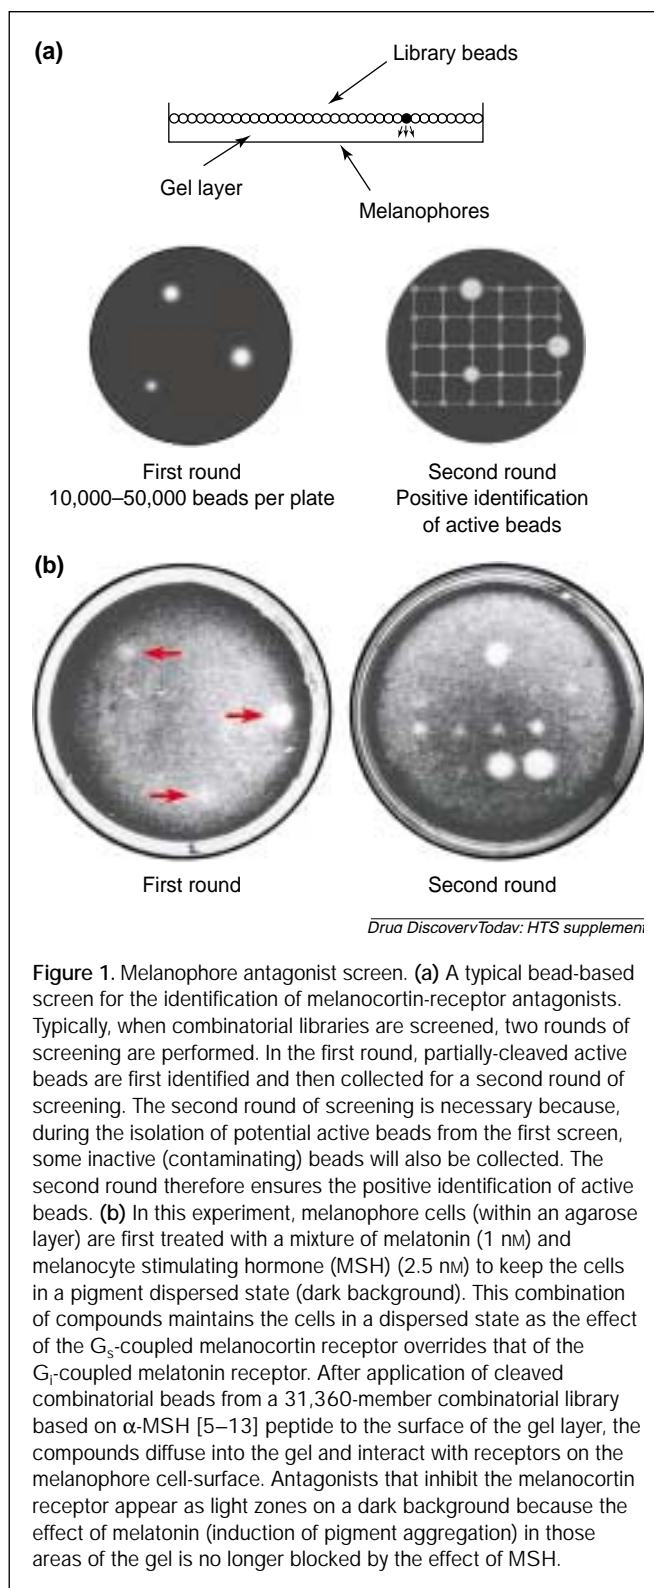 (a)
Library beads
Gel layer
Melanophores
First round
10,000–50,000 beads per plate
Second round
Positive identification
of active beads
(b)
First round
Second round
Drug Discovery Today: HTS supplement
Figure 1. Melanophore antagonist screen. (a) A typical bead-based
screen for the identification of melanocortin-receptor antagonists.
Typically, when combinatorial libraries are screened, two rounds of
screening are performed. In the first round, partially-cleaved active
beads are first identified and then collected for a second round of
screening. The second round of screening is necessary because,
during the isolation of potential active beads from the first screen,
some inactive (contaminating) beads will also be collected. The
second round therefore ensures the positive identification of active
beads. (b) In this experiment, melanophore cells (within an agarose
layer) are first treated with a mixture of melatonin (1 nM) and
melanocyte stimulating hormone (MSH) (2.5 nM) to keep the cells
in a pigment dispersed state (dark background). This combination
of compounds maintains the cells in a dispersed state as the effect
of the Gs-coupled melanocortin receptor overrides that of the
Gi-coupled melatonin receptor. After application of cleaved
combinatorial beads from a 31,360-member combinatorial library
based on α-MSH [5–13] peptide to the surface of the gel layer, the
compounds diffuse into the gel and interact with receptors on the
melanophore cell-surface. Antagonists that inhibit the melanocortin
receptor appear as light zones on a dark background because the
effect of melatonin (induction of pigment aggregation) in those
areas of the gel is no longer blocked by the effect of MSH.